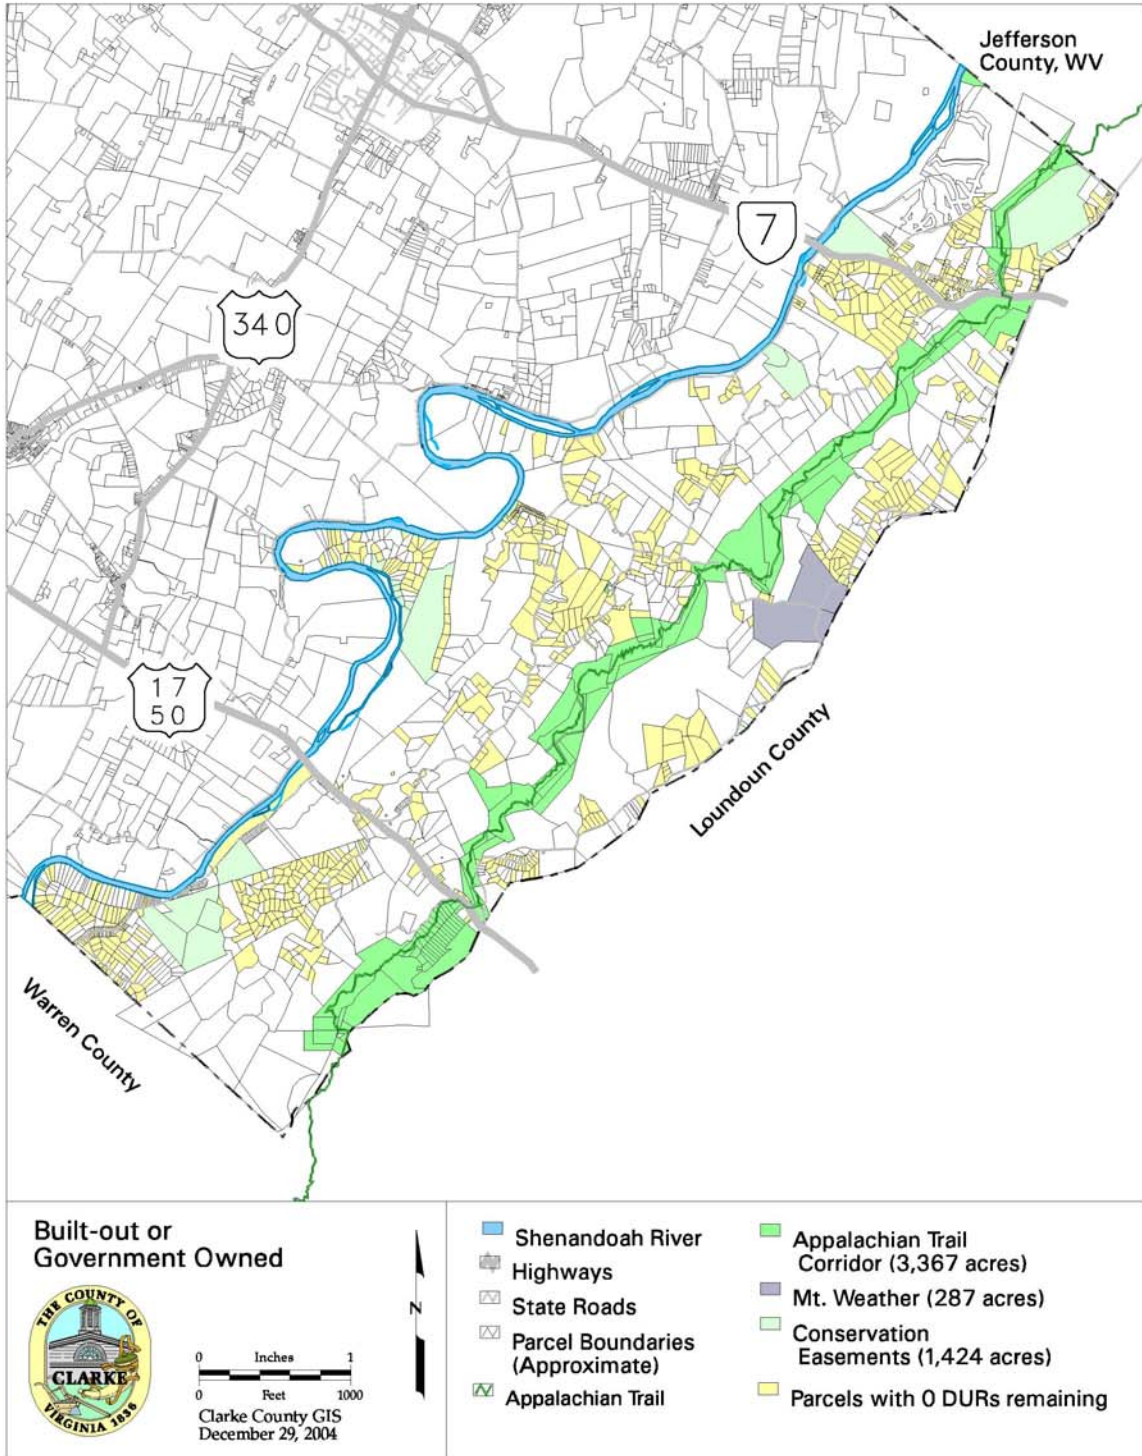 Jefferson
County, WV
7
340
17
50
Loundoun County
Warren County
Built-out or
Government Owned
THE COUNTY OF
CLARKE
VIRGINIA 1836
0 Inches 1
0 Feet 1000
Clarke County GIS
December 29, 2004
N
Shenandoah River
Highways
State Roads
Parcel Boundaries
(Approximate)
Appalachian Trail
Appalachian Trail
Corridor (3,367 acres)
Mt. Weather (287 acres)
Conservation
Easements (1,424 acres)
Parcels with 0 DURs remaining